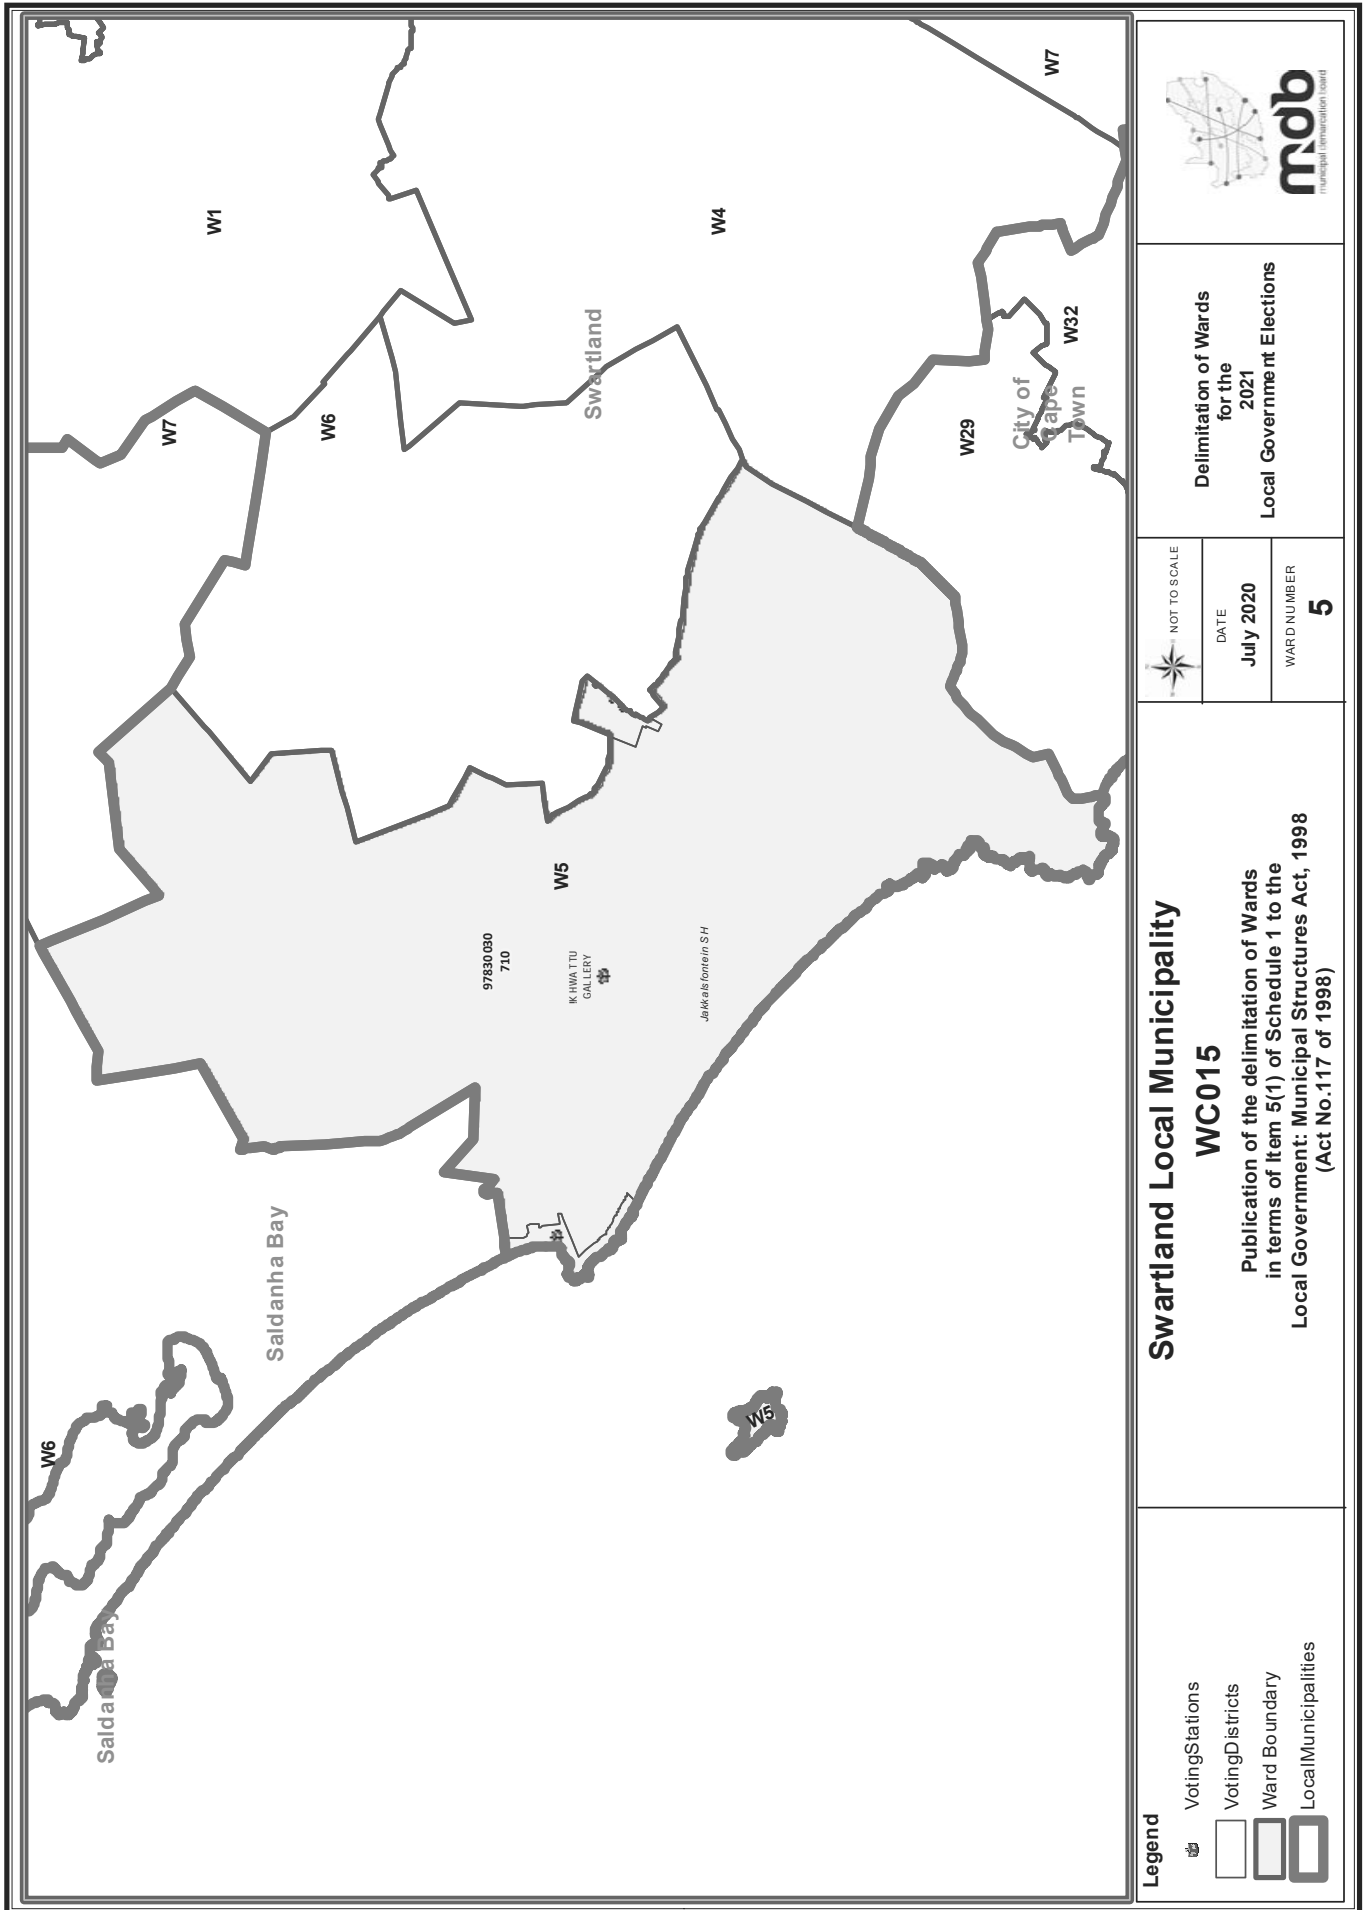 W1
W7
W7
W6
W4
Swartland
W32
W29
City of
Cape
Town
W5
97830030
710
!KHWA TTU
GALLERY
Jakkalsfontein SH
Saldanha Bay
W6
W5
Saldanha Bay
Legend
VotingStations
VotingDistricts
Ward Boundary
LocalMunicipalities
Swartland Local Municipality
WC015
Publication of the delimitation of Wards
in terms of Item 5(1) of Schedule 1 to the
Local Government: Municipal Structures Act, 1998
(Act No.117 of 1998)
NOT TO SCALE
DATE
July 2020
WARD NUMBER
5
Delimitation of Wards
for the
2021
Local Government Elections
mdb
municipal demarcation board